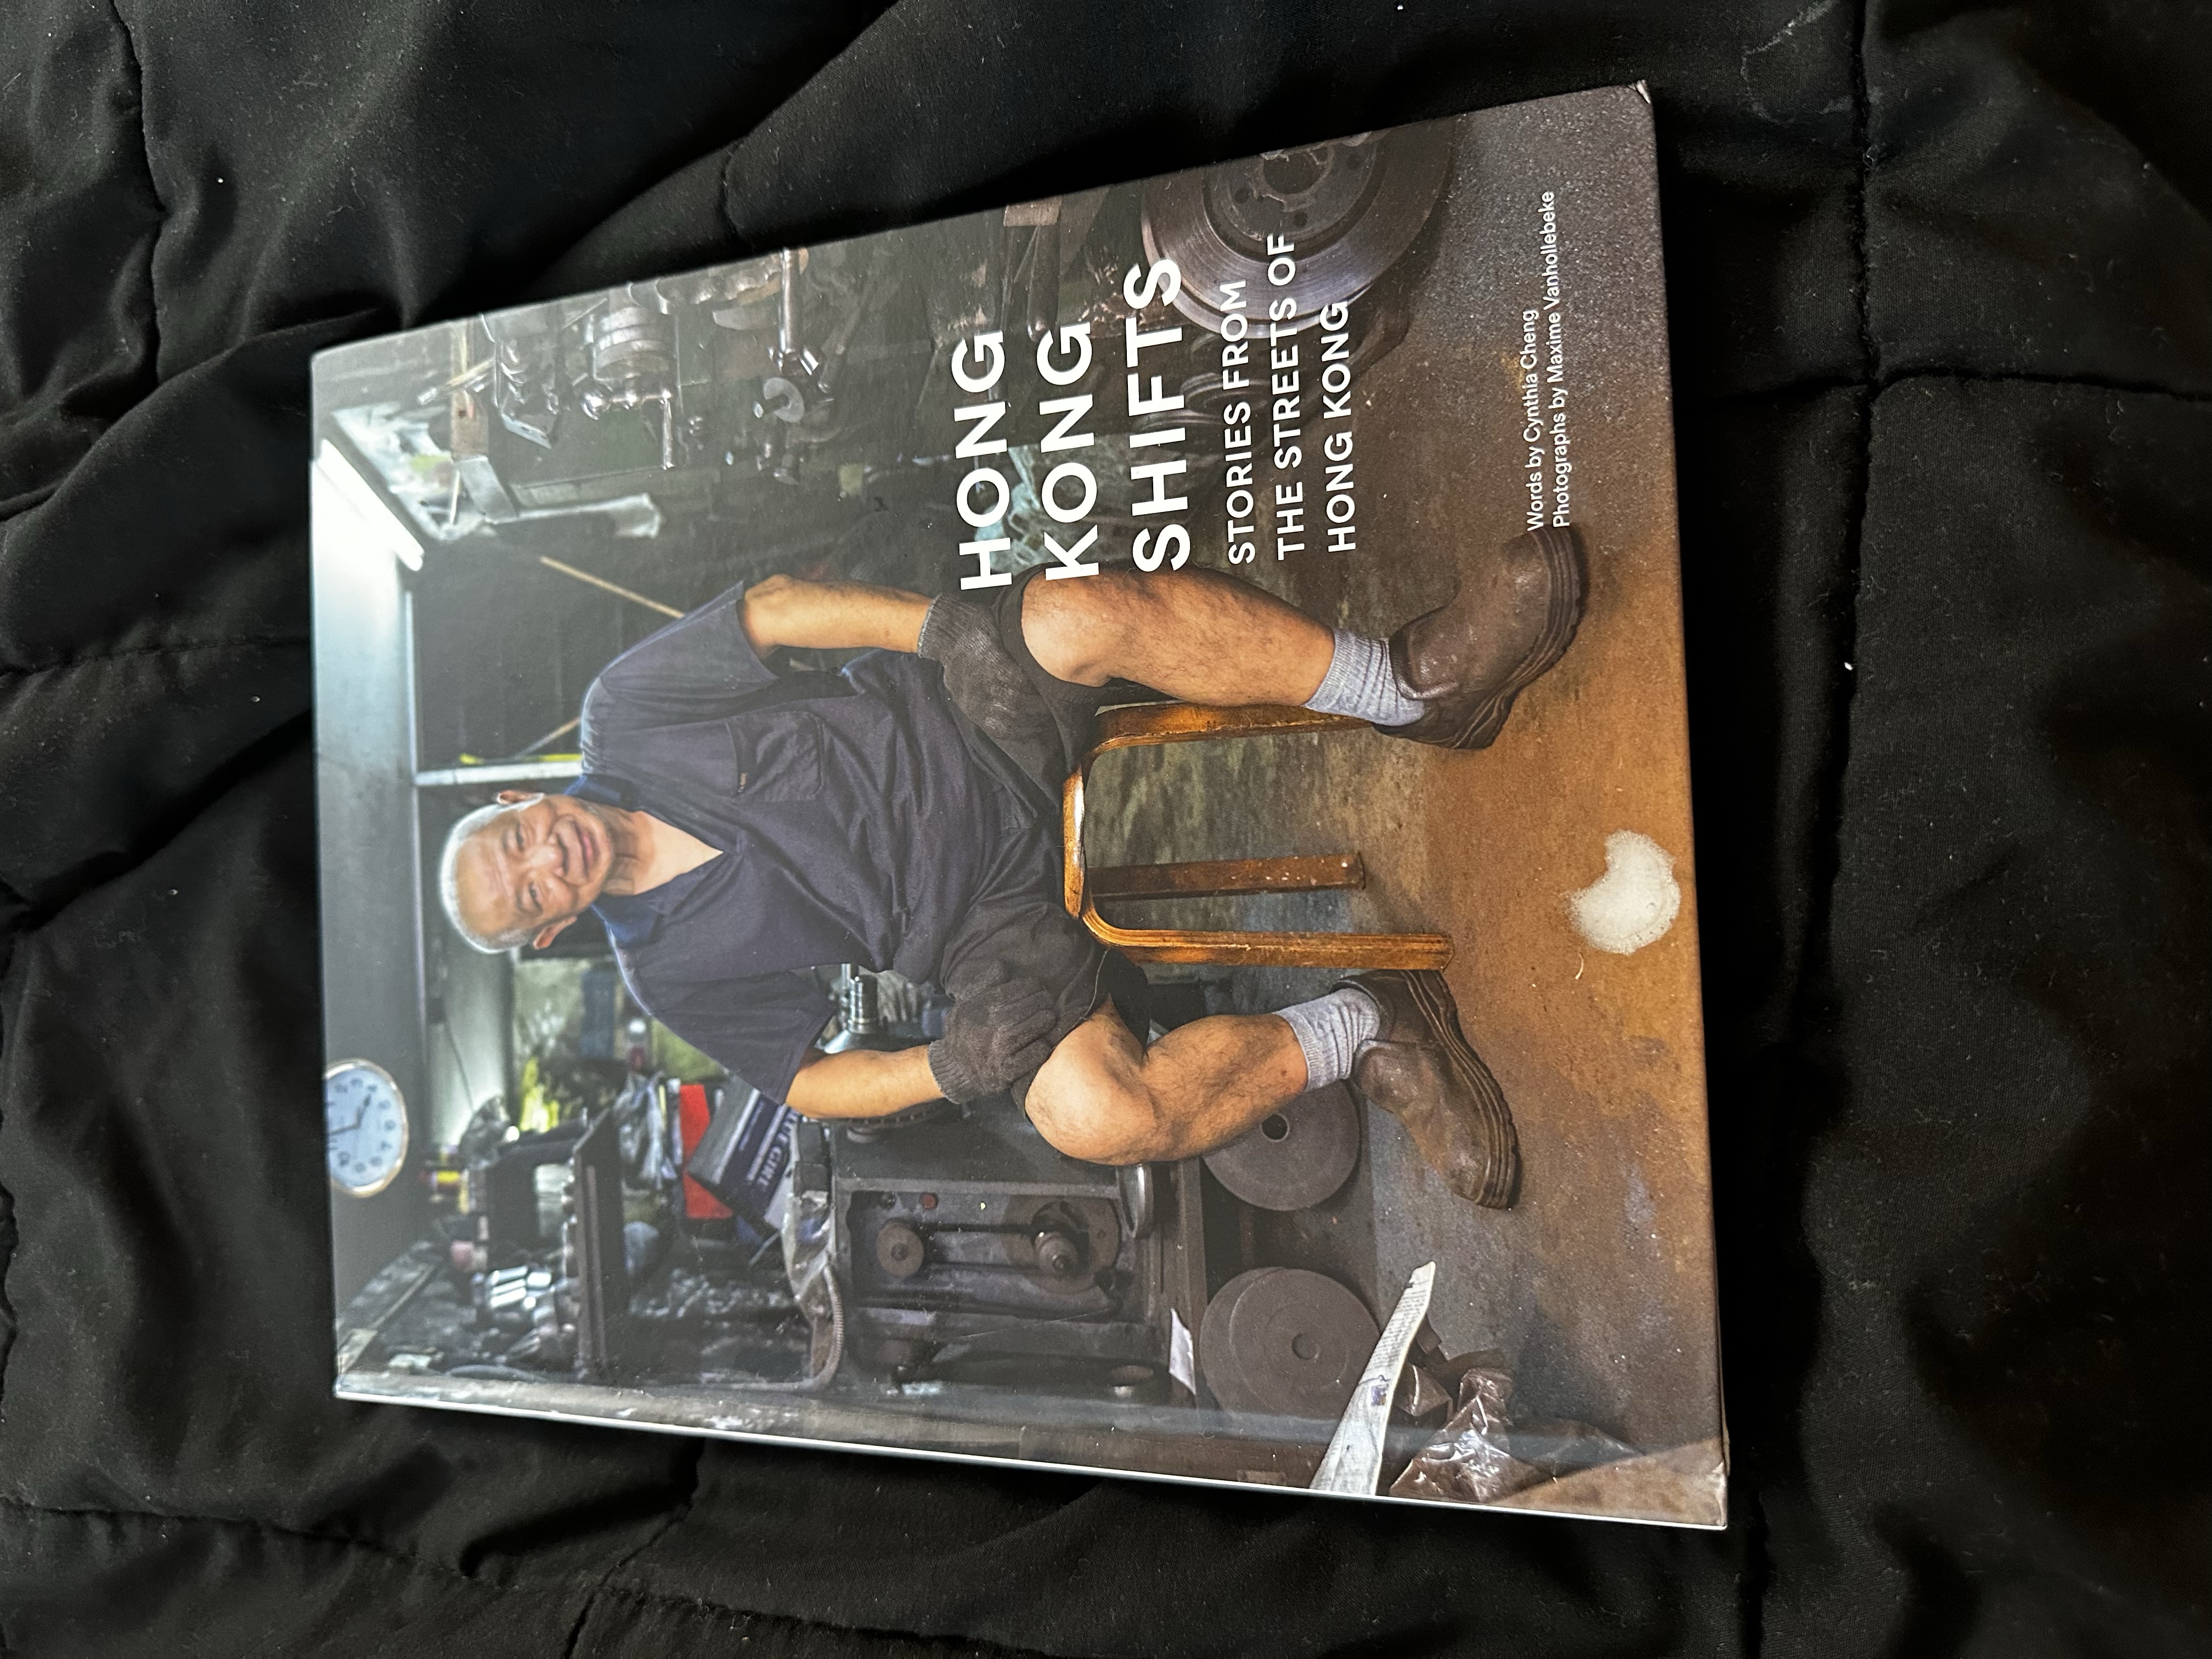 HONG
KONG
SHIFTS
STORIES FROM
THE STREETS OF
HONG KONG
Words by Cynthia Cheng
Photographs by Maxime Vanhollebeke